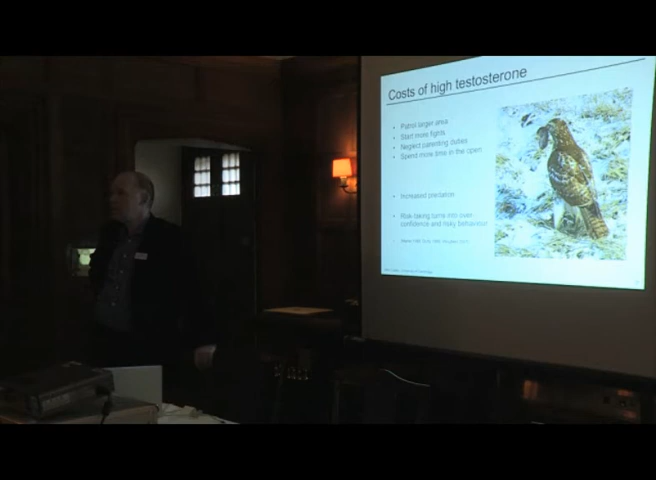 Costs of high testosterone
Patrol larger area
Start more fights
Neglect parenting duties
Spend more time in the open
Increased predation
Risk-taking turns into over-
confidence and risky behaviour